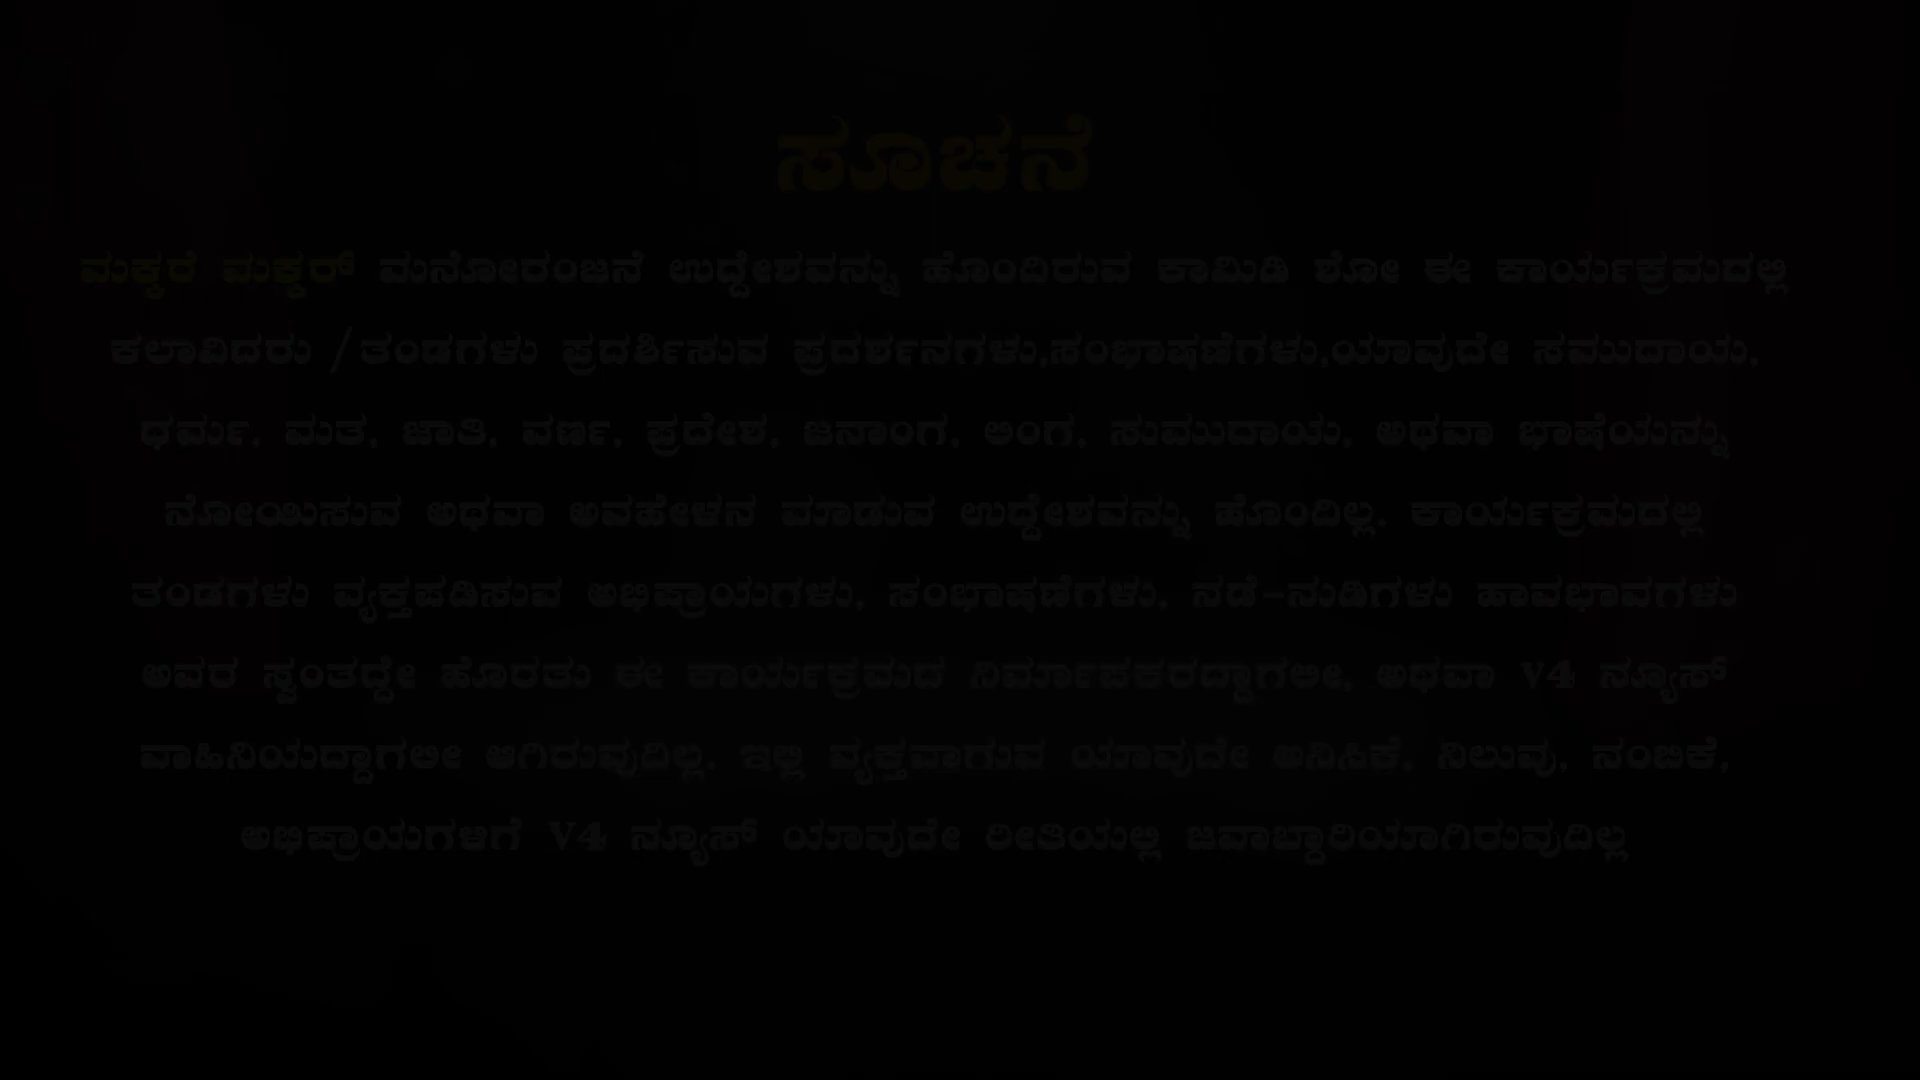 ಸೂಚನೆ
ಮಕ್ಕರೆ ಮಕ್ಕರ್ ಮನೋರಂಜನೆ ಉದ್ದೇಶವನ್ನು ಹೊಂದಿರುವ ಕಾಮಿಡಿ ಶೋ ಈ ಕಾರ್ಯಕ್ರಮದಲ್ಲಿ
ಕಲಾವಿದರು /ತಂಡಗಳು ಪ್ರದರ್ಶಿಸುವ ಪ್ರದರ್ಶನಗಳು,ಸಂಭಾಷಣೆಗಳು,ಯಾವುದೇ ಸಮುದಾಯ,
ಧರ್ಮ, ಮತ, ಜಾತಿ, ವರ್ಣ, ಪ್ರದೇಶ, ಜನಾಂಗ, ಅಂಗ, ಸುಮುದಾಯ, ಅಥವಾ ಭಾಷೆಯನ್ನು
ನೋಯಿಸುವ ಅಥವಾ ಅವಹೇಳನ ಮಾಡುವ ಉದ್ದೇಶವನ್ನು ಹೊಂದಿಲ್ಲ. ಕಾರ್ಯಕ್ರಮದಲ್ಲಿ
ತಂಡಗಳು ವ್ಯಕ್ತಪಡಿಸುವ ಅಭಿಪ್ರಾಯಗಳು, ಸಂಭಾಷಣೆಗಳು, ನಡೆ-ನುಡಿಗಳು ಹಾವಭಾವಗಳು
ಅವರ ಸ್ವಂತದ್ದೇ ಹೊರತು ಈ ಕಾರ್ಯಕ್ರಮದ ನಿರ್ಮಾಪಕರದ್ದಾಗಲೀ, ಅಥವಾ V4 ನ್ಯೂಸ್
ವಾಹಿನಿಯದ್ದಾಗಲೀ ಆಗಿರುವುದಿಲ್ಲ. ಇಲ್ಲಿ ವ್ಯಕ್ತವಾಗುವ ಯಾವುದೇ ಅನಿಸಿಕೆ, ನಿಲುವು, ನಂಬಿಕೆ,
ಅಭಿಪ್ರಾಯಗಳಿಗೆ V4 ನ್ಯೂಸ್ ಯಾವುದೇ ರೀತಿಯಲ್ಲಿ ಜವಾಬ್ದಾರಿಯಾಗಿರುವುದಿಲ್ಲ